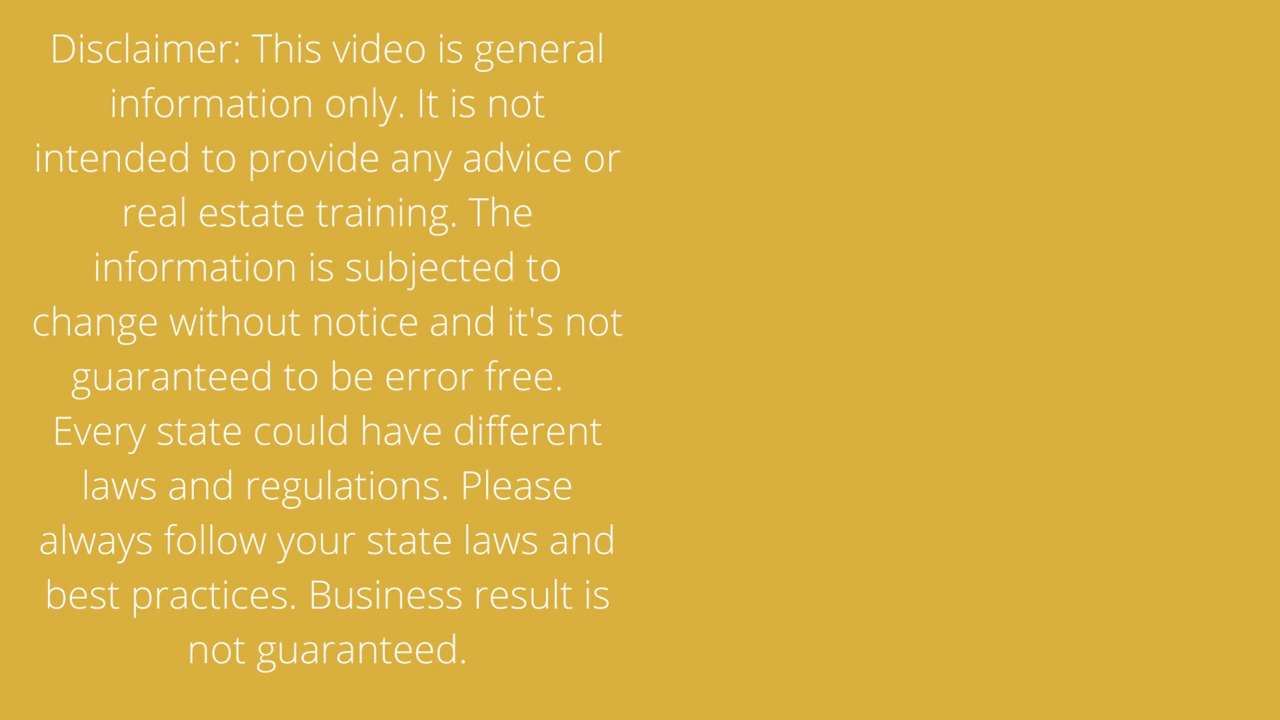 Disclaimer: This video is general
information only. It is not
intended to provide any advice or
real estate training. The
information is subjected to
change without notice and it's not
guaranteed to be error free.
Every state could have different
laws and regulations. Please
always follow your state laws and
best practices. Business result is
not guaranteed.